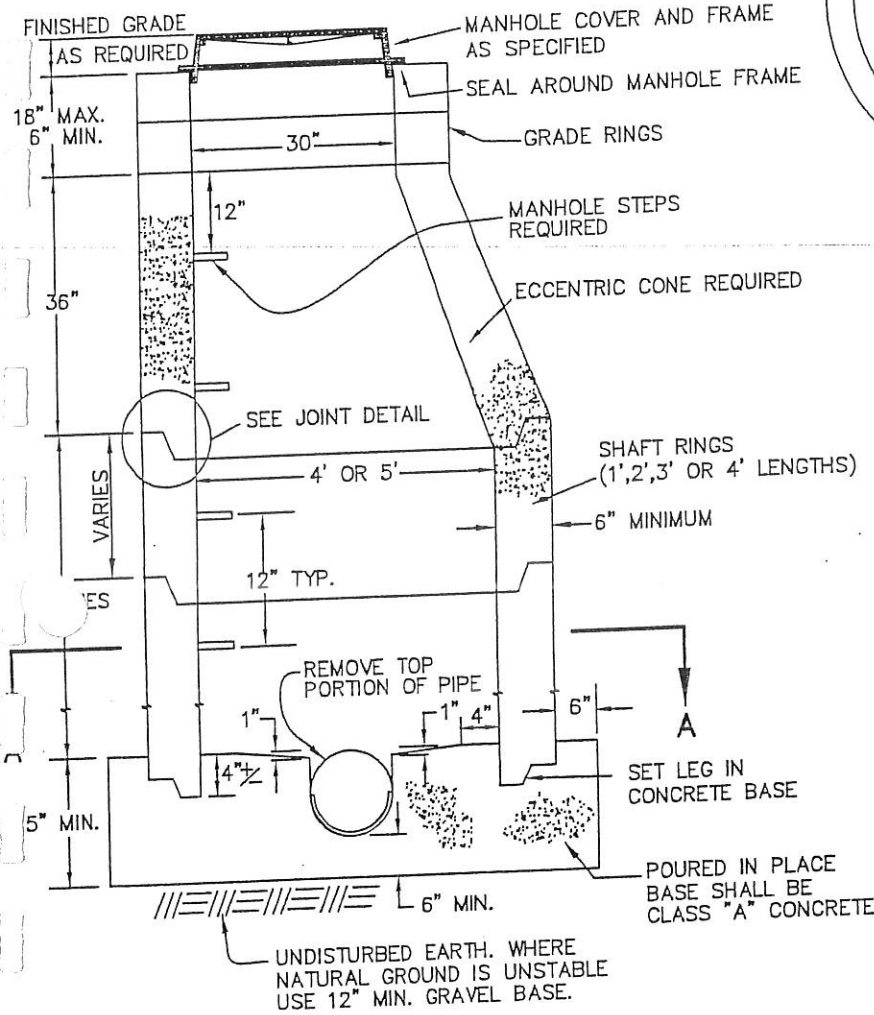 FINISHED GRADE
AS REQUIRED
MANHOLE COVER AND FRAME
AS SPECIFIED
SEAL AROUND MANHOLE FRAME
18" MAX.
6" MIN.
30"
GRADE RINGS
12"
MANHOLE STEPS
REQUIRED
36"
ECCENTRIC CONE REQUIRED
SEE JOINT DETAIL
SHAFT RINGS
(1',2',3' OR 4' LENGTHS)
4' OR 5'
VARIES
6" MINIMUM
12" TYP.
REMOVE TOP
PORTION OF PIPE
1"
1"
4"
6"
A
4"+/-
SET LEG IN
CONCRETE BASE
5" MIN.
POURED IN PLACE
BASE SHALL BE
CLASS "A" CONCRETE
6" MIN.
UNDISTURBED EARTH. WHERE
NATURAL GROUND IS UNSTABLE
USE 12" MIN. GRAVEL BASE.